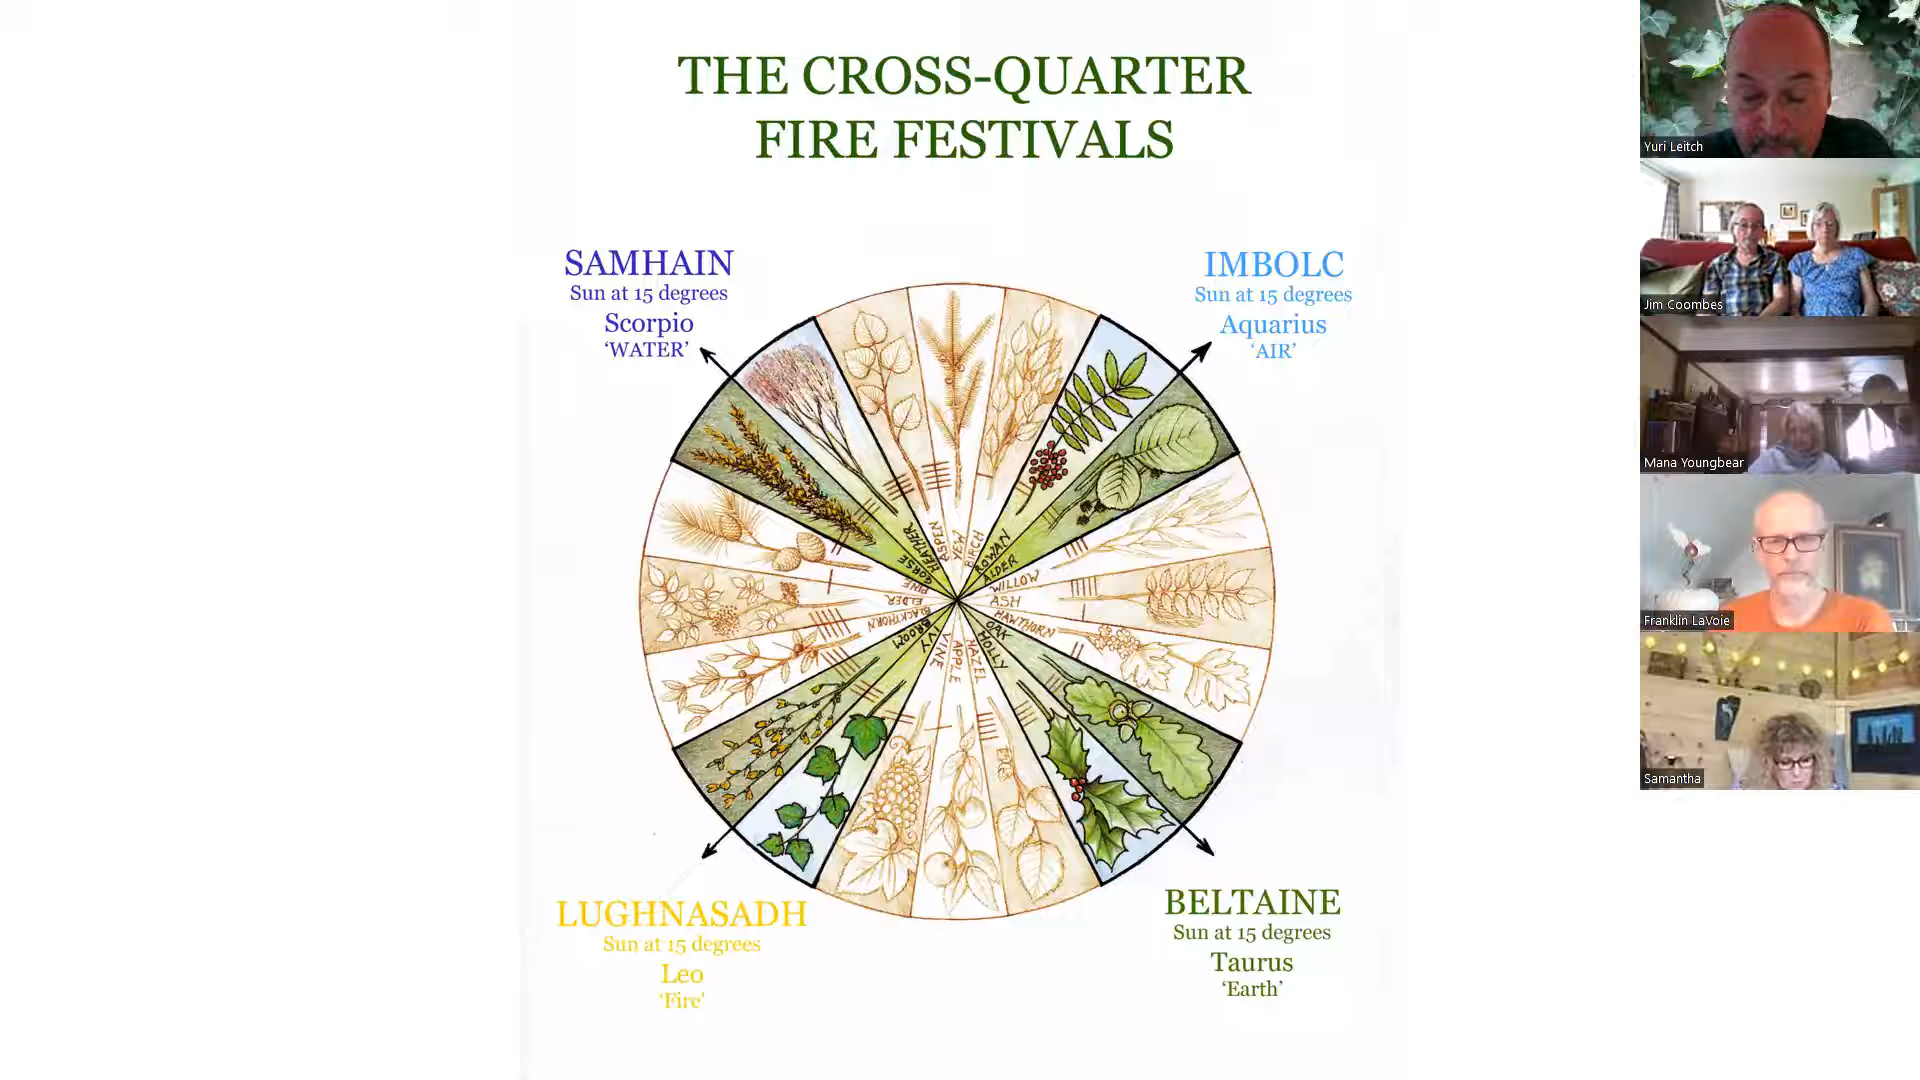 THE CROSS-QUARTER
FIRE FESTIVALS
SAMHAIN
Sun at 15 degrees
Scorpio
‘WATER’
IMBOLC
Sun at 15 degrees
Aquarius
‘AIR’
HEATHER
ASPEN
YEW
BIRCH
ROWAN
ALDER
WILLOW
ASH
HAWTHORN
OAK
HOLLY
HAZEL
APPLE
VINE
IVY
BROOM
BLACKTHORN
ELDER
PINE
GORSE
LUGHNASADH
Sun at 15 degrees
Leo
‘Fire’
BELTAINE
Sun at 15 degrees
Taurus
‘Earth’
Yuri Leitch
Jim Coombes
Mana Youngbear
Franklin LaVoie
Samantha